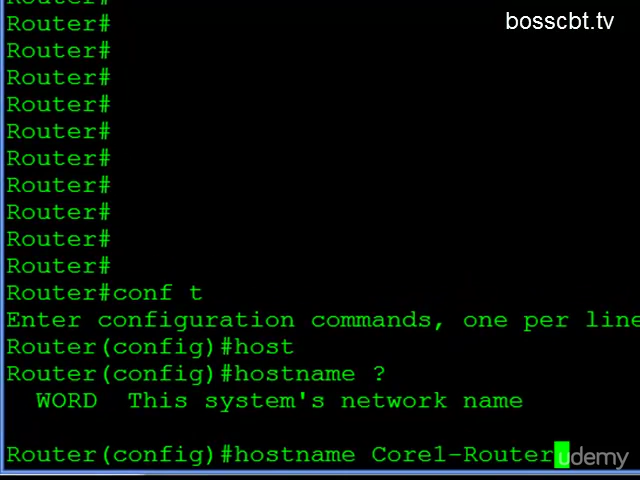 bosscbt.tv
Router#
Router#
Router#
Router#
Router#
Router#
Router#
Router#
Router#
Router#
Router#conf t
Enter configuration commands, one per line
Router(config)#host
Router(config)#hostname ?
WORD  This system's network name
Router(config)#hostname Core1-Router
udemy